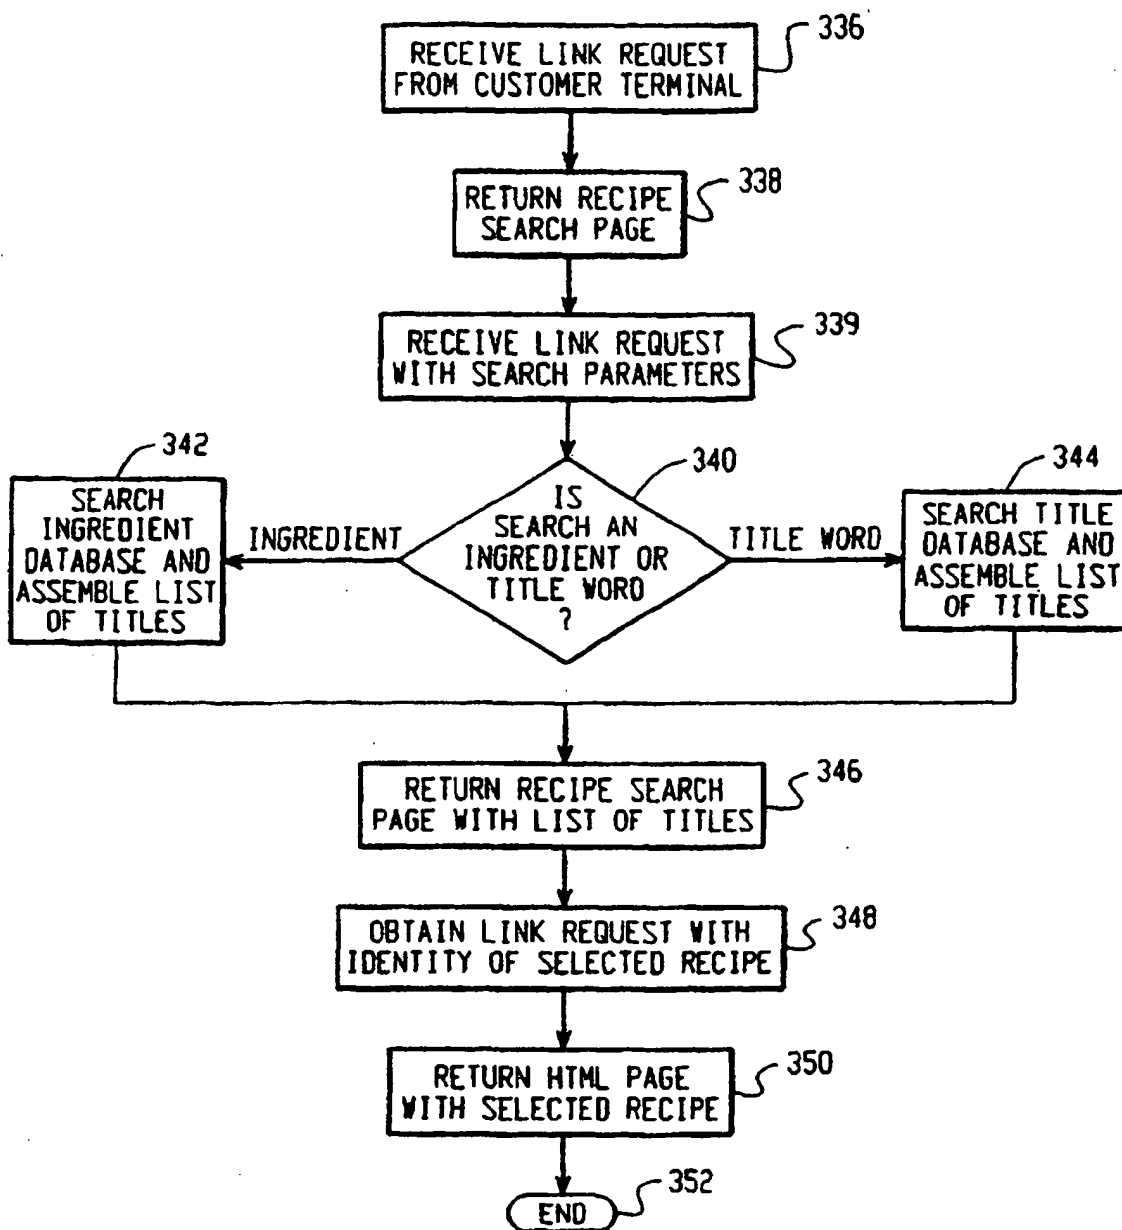 336
RECEIVE LINK REQUEST
FROM CUSTOMER TERMINAL
338
RETURN RECIPE
SEARCH PAGE
339
RECEIVE LINK REQUEST
WITH SEARCH PARAMETERS
342
SEARCH
INGREDIENT
DATABASE AND
ASSEMBLE LIST
OF TITLES
INGREDIENT
340
IS
SEARCH AN
INGREDIENT OR
TITLE WORD
?
TITLE WORD
344
SEARCH TITLE
DATABASE AND
ASSEMBLE LIST
OF TITLES
346
RETURN RECIPE SEARCH
PAGE WITH LIST OF TITLES
348
OBTAIN LINK REQUEST WITH
IDENTITY OF SELECTED RECIPE
350
RETURN HTML PAGE
WITH SELECTED RECIPE
352
END